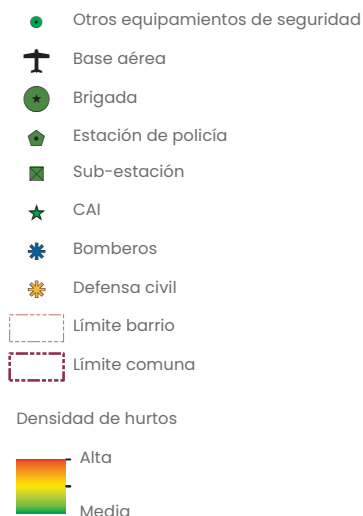 Otros equipamientos de seguridad
Base aérea
Brigada
Estación de policía
Sub-estación
CAI
Bomberos
Defensa civil
Límite barrio
Límite comuna
Densidad de hurtos
Alta
Media